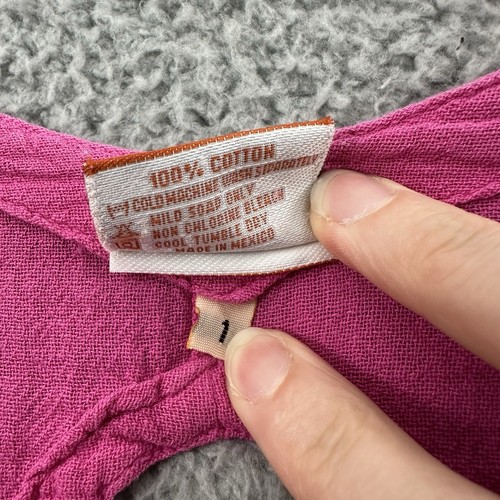 100% COTTON
COLD MACHINE WASH SEPARATELY
MILD SOAP ONLY
NON CHLORINE BLEACH
COOL TUMBLE DRY
MADE IN MEXICO
1